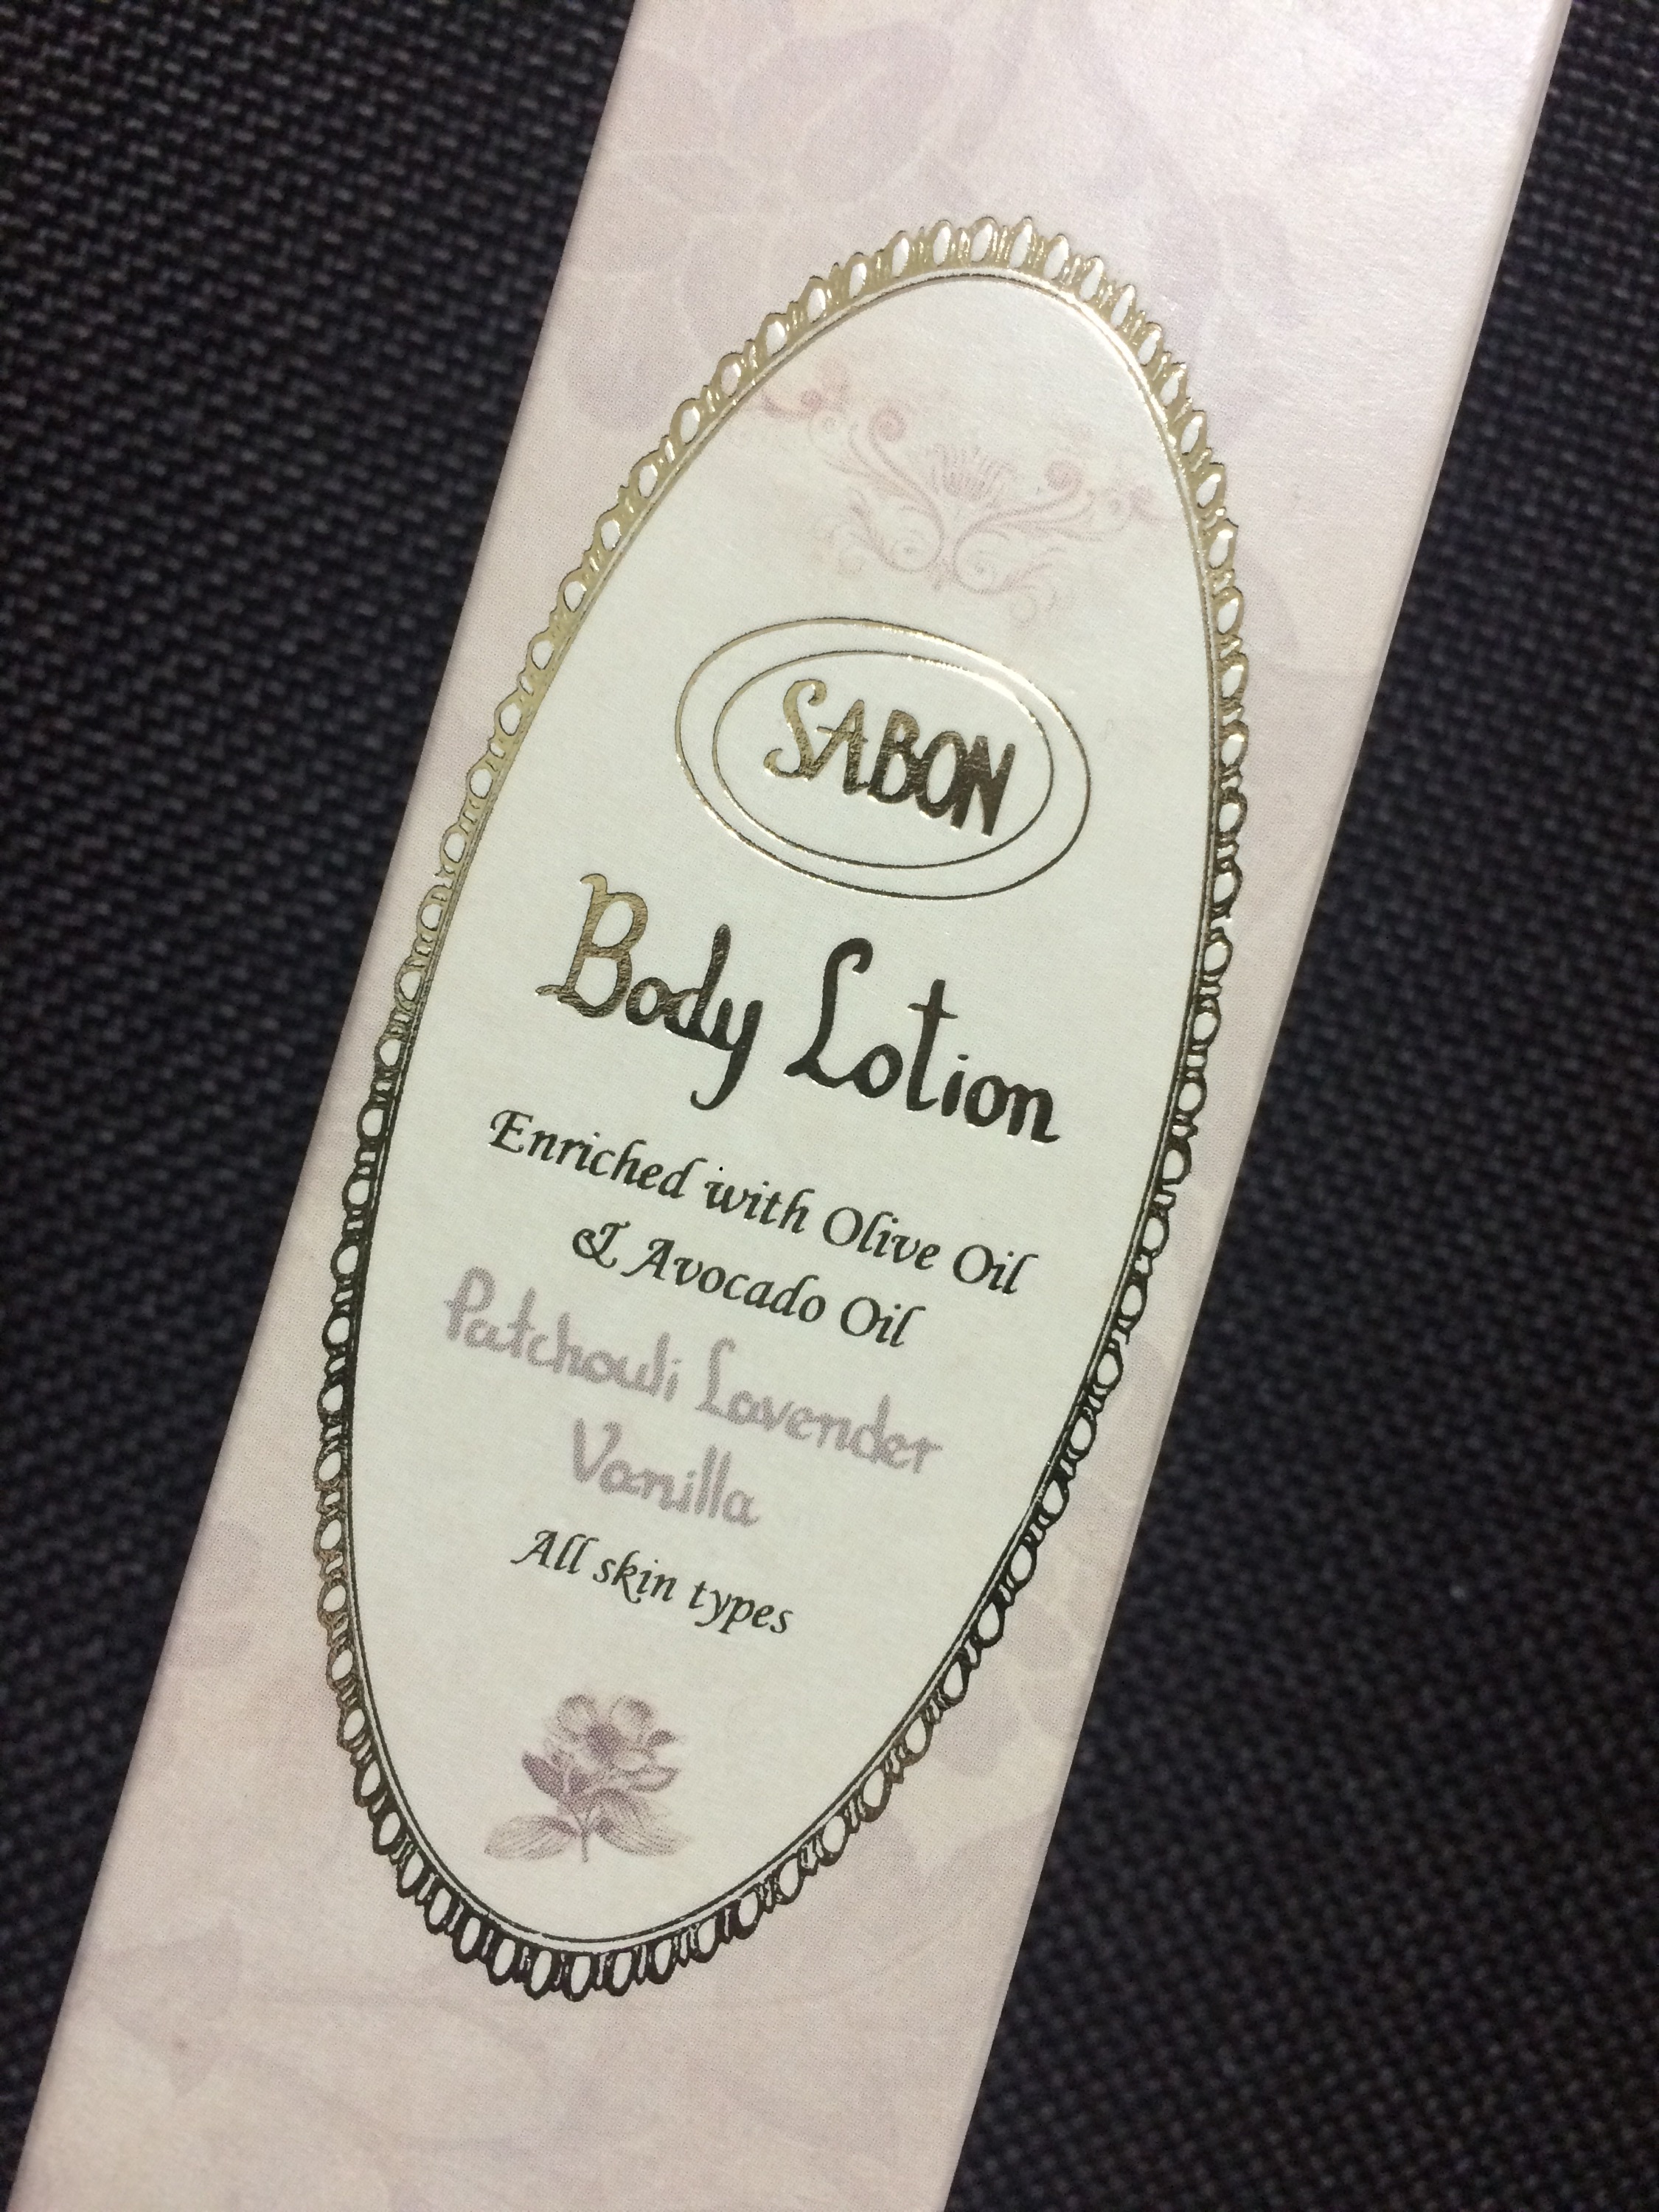 SABON
Body Lotion
Enriched with Olive Oil
& Avocado Oil
Patchouli Lavender
Vanilla
All skin types